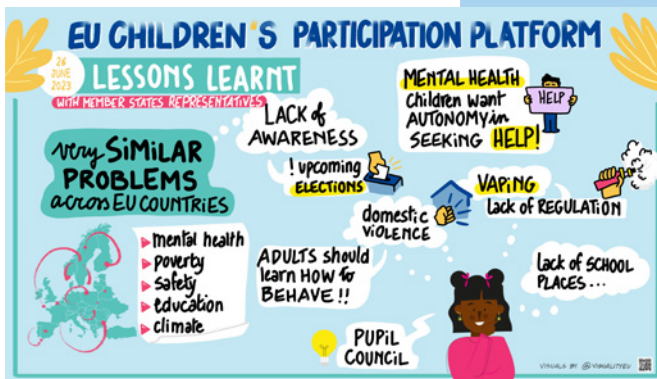 EU CHILDREN'S PARTICIPATION PLATFORM
26
JUNE
2023
LESSONS LEARNT
WITH MEMBER STATES REPRESENTATIVES
very SIMILAR
PROBLEMS
across EU COUNTRIES
mental health
poverty
safety
education
climate
LACK of
AWARENESS
! upcoming
ELECTIONS
MENTAL HEALTH
Children want
AUTONOMY in
SEEKING HELP!
HELP
domestic
VIOLENCE
VAPING
lack of REGULATION
ADULTS should
learn HOW to
BEHAVE !!
lack of SCHOOL
PLACES...
PUPIL
COUNCIL
VISUALS BY @VISUALITYEU